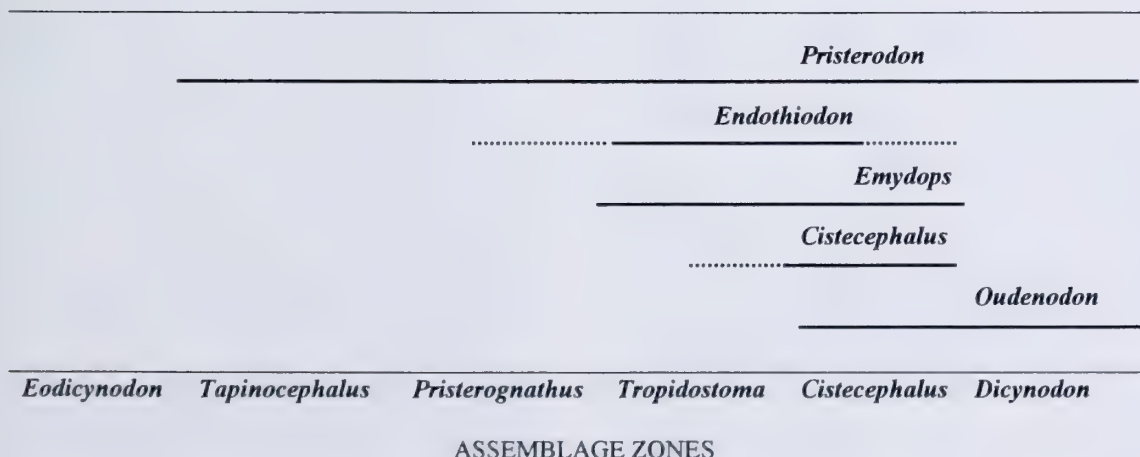 Pristerodon
Endothiodon
Emydops
Cistecephalus
Oudenodon
Eodicynodon Tapinocephalus Pristerognathus Tropidostoma Cistecephalus Dicynodon
ASSEMBLAGE ZONES